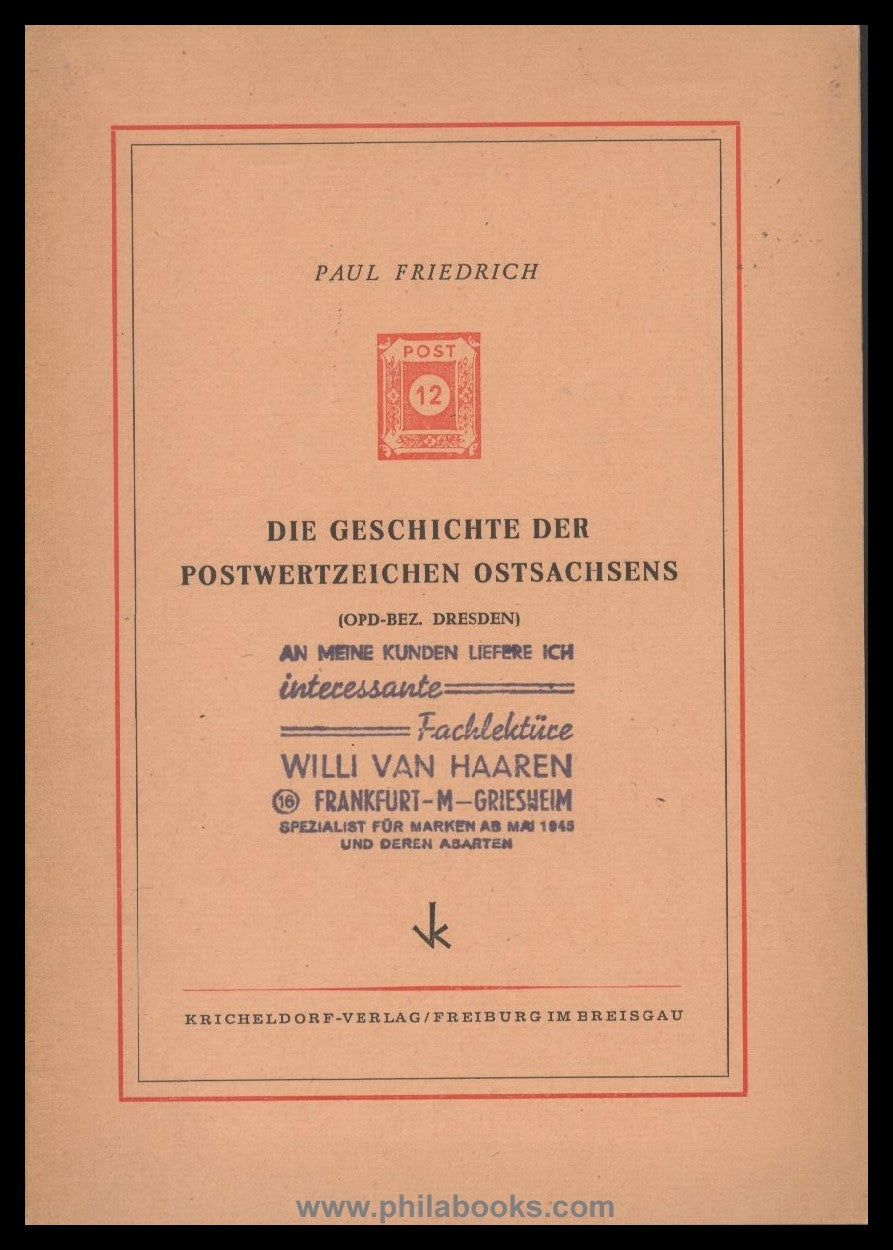 PAUL FRIEDRICH
POST
12
DIE GESCHICHTE DER
POSTWERTZEICHEN OSTSACHSENS
(OPD-BEZ. DRESDEN)
AN MEINE KUNDEN LIEFERE ICH
interessante
Fachlektüre
WILLI VAN HAAREN
16 FRANKFURT-M-GRIESHEIM
SPEZIALIST FÜR MARKEN AB MAI 1945
UND DEREN ABARTEN
VK
KRICHELDORF-VERLAG/FREIBURG IM BREISGAU
www.philabooks.com